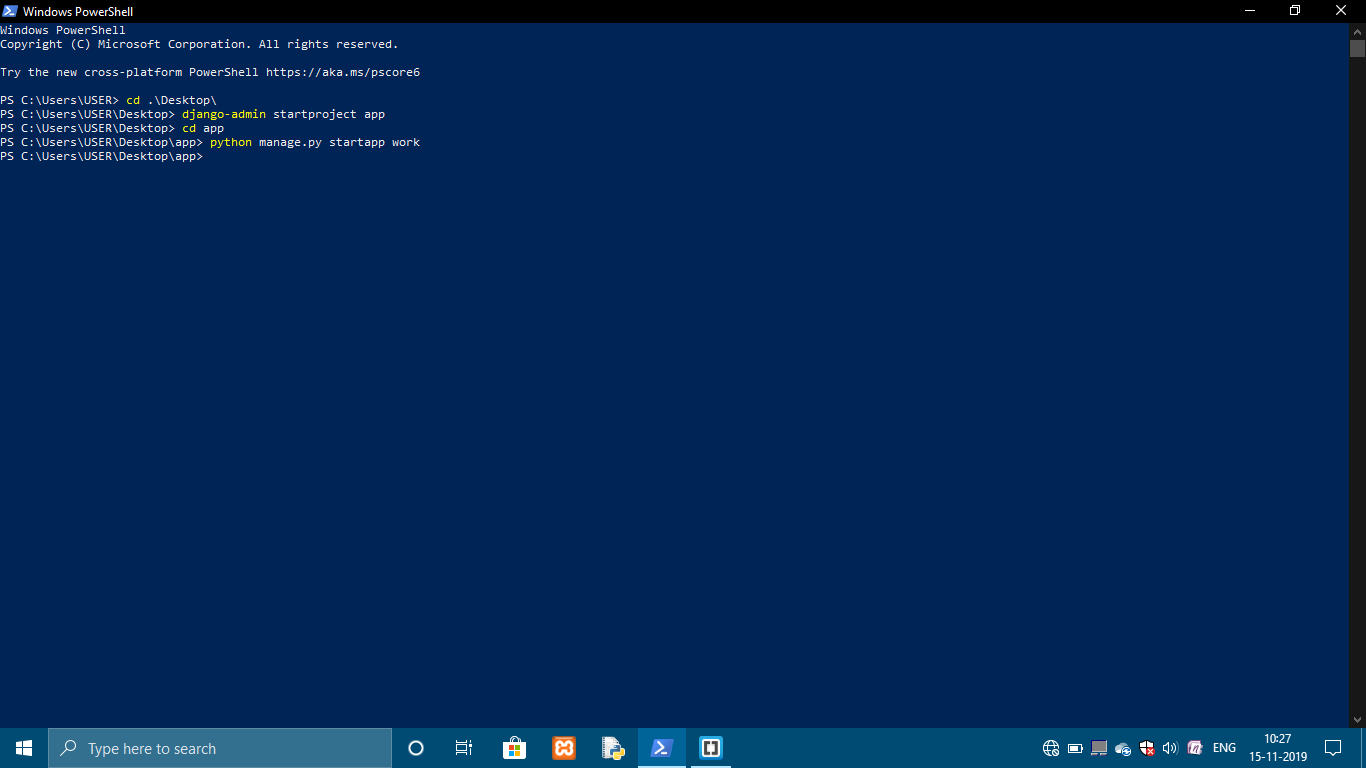 Windows PowerShell
Windows PowerShell
Copyright (C) Microsoft Corporation. All rights reserved.
Try the new cross-platform PowerShell https://aka.ms/pscore6
PS C:\Users\USER> cd .\Desktop\
PS C:\Users\USER\Desktop> django-admin startproject app
PS C:\Users\USER\Desktop> cd app
PS C:\Users\USER\Desktop\app> python manage.py startapp work
PS C:\Users\USER\Desktop\app>
Type here to search
ENG
10:27
15-11-2019